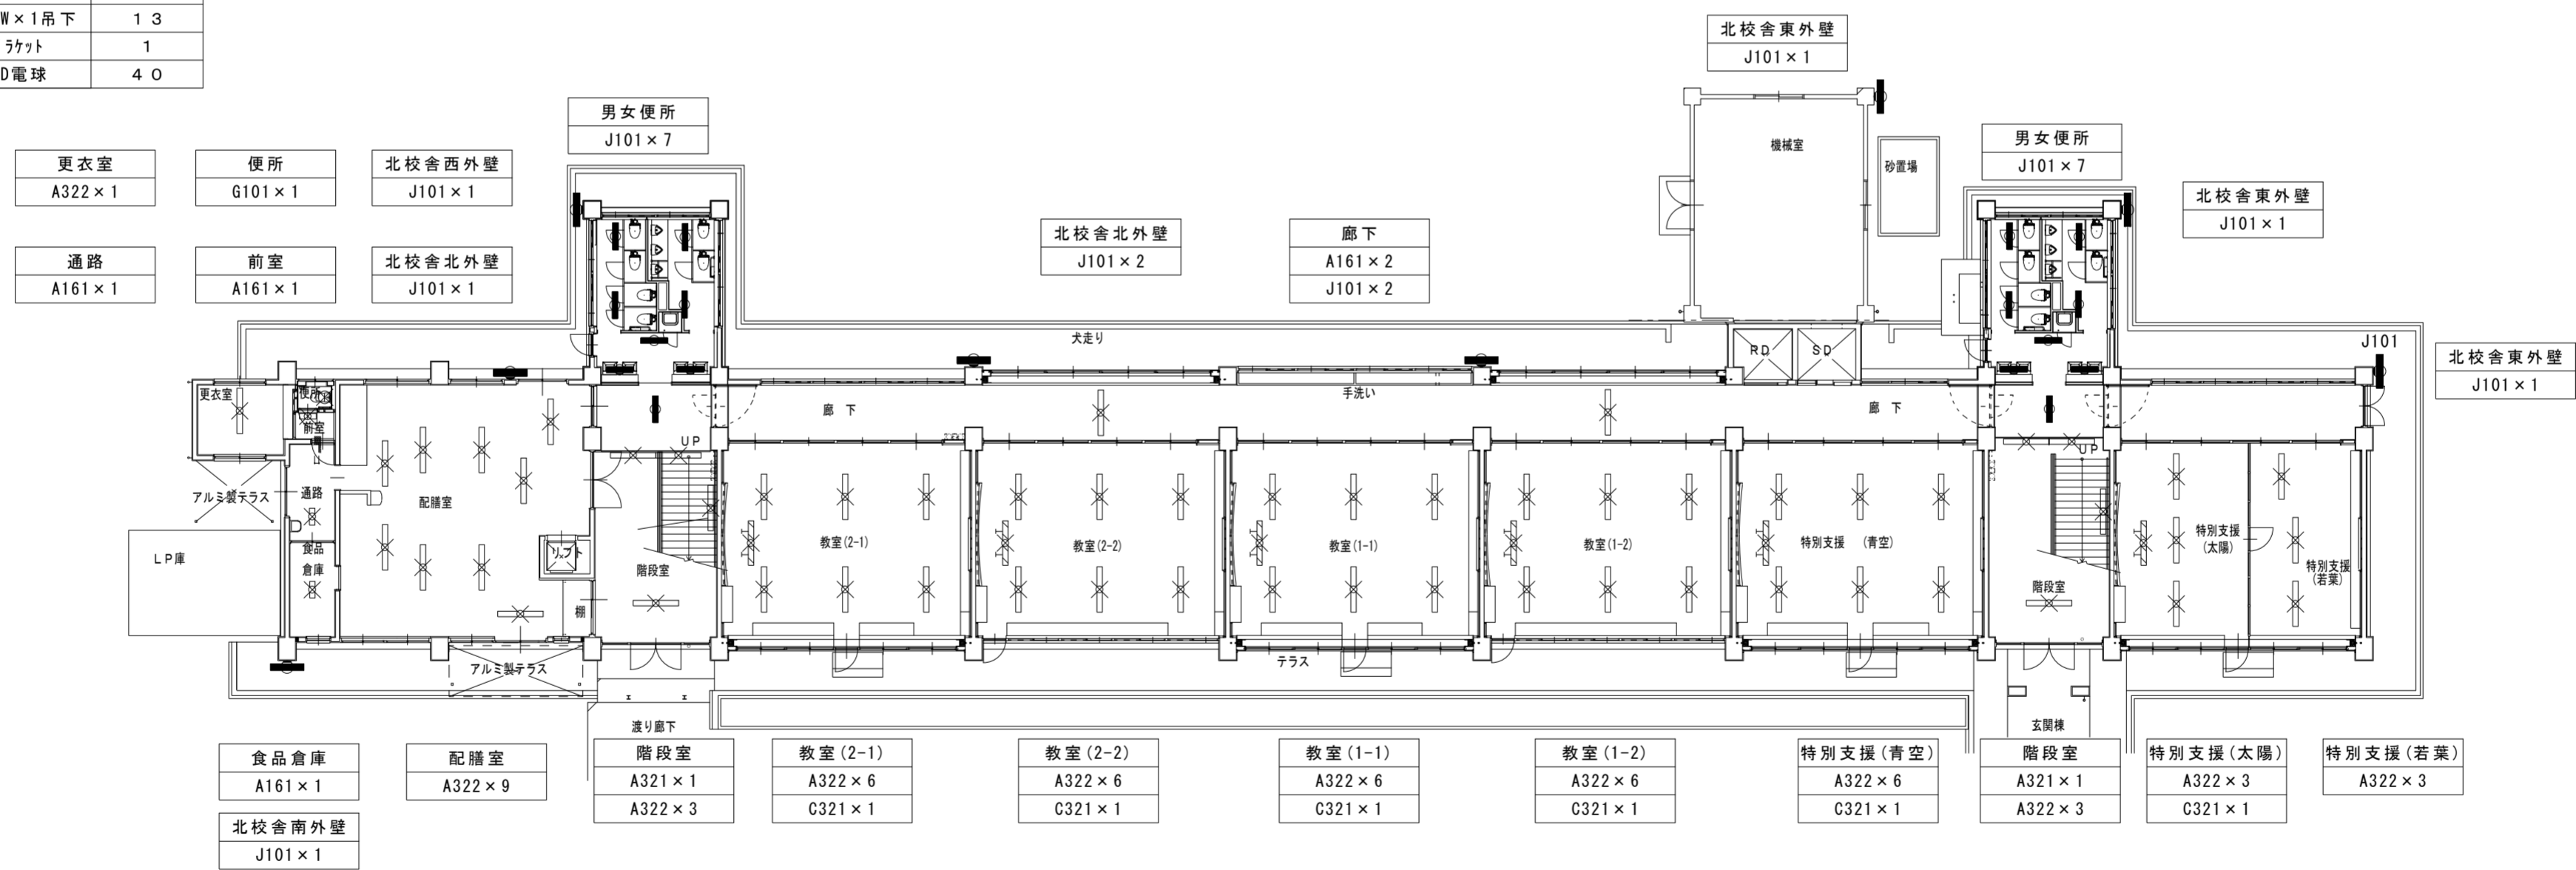 W×1吊下 13
ラケット 1
D電球 40
北校舎東外壁
J101×1
男女便所
J101×7
男女便所
J101×7
更衣室
A322×1
便所
G101×1
北校舎西外壁
J101×1
北校舎東外壁
J101×1
通路
A161×1
前室
A161×1
北校舎北外壁
J101×1
北校舎北外壁
J101×2
廊下
A161×2
J101×2
機械室
砂置場
犬走り
RD
SD
J101
北校舎東外壁
J101×1
更衣室
便所
前室
手洗い
廊 下
廊 下
UP
UP
アルミ製テラス
通路
配膳室
食品
倉庫
LP庫
リフト
階段室
棚
教室(2-1)
教室(2-2)
教室(1-1)
教室(1-2)
特別支援 (青空)
階段室
特別支援
(太陽)
特別支援
(若葉)
アルミ製テラス
テラス
渡り廊下
玄関棟
食品倉庫
A161×1
配膳室
A322×9
階段室
A321×1
A322×3
教室(2-1)
A322×6
C321×1
教室(2-2)
A322×6
C321×1
教室(1-1)
A322×6
C321×1
教室(1-2)
A322×6
C321×1
特別支援(青空)
A322×6
C321×1
階段室
A321×1
A322×3
特別支援(太陽)
A322×3
C321×1
特別支援(若葉)
A322×3
北校舎南外壁
J101×1